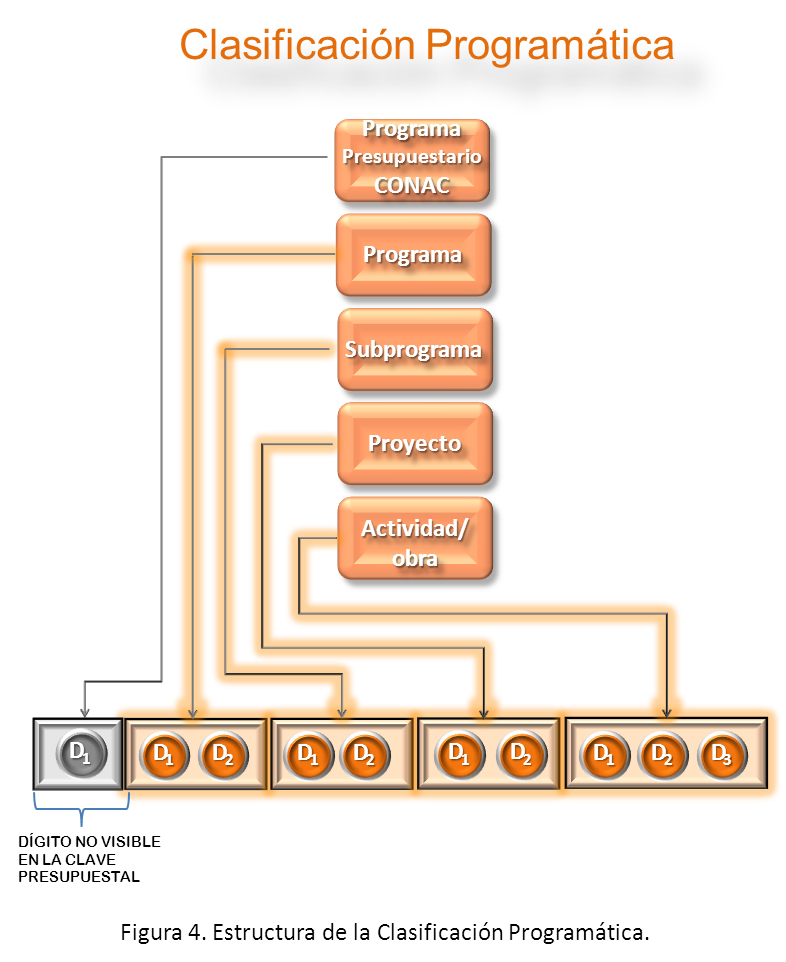 Clasificación Programática
Programa
Presupuestario
CONAC
Programa
Subprograma
Proyecto
Actividad/
obra
D1
D1 D2
D1 D2
D1 D2
D1 D2 D3
DÍGITO NO VISIBLE
EN LA CLAVE
PRESUPUESTAL
Figura 4. Estructura de la Clasificación Programática.